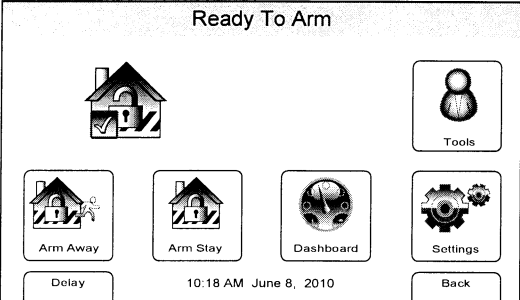 Ready To Arm
Tools
Arm Away
Arm Stay
Dashboard
Settings
Delay
10:18 AM June 8, 2010
Back